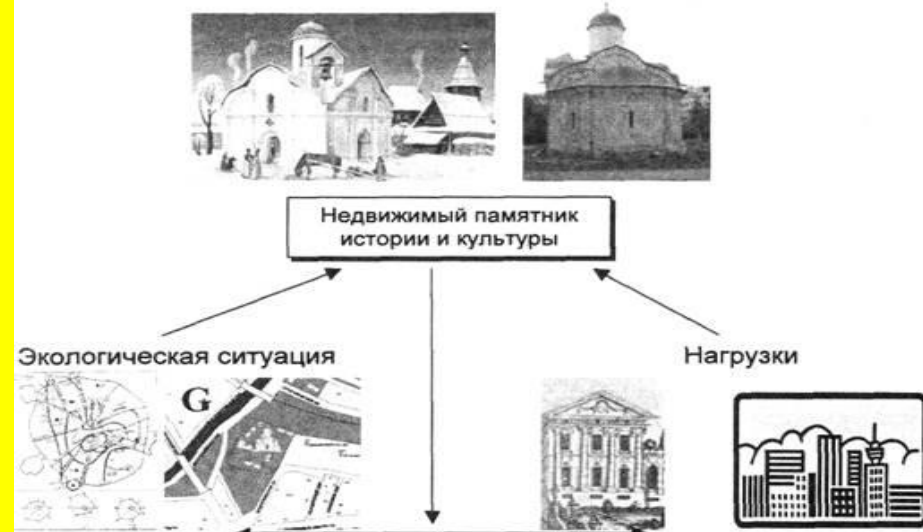 Недвижимый памятник
истории и культуры
Экологическая ситуация
Нагрузки
G